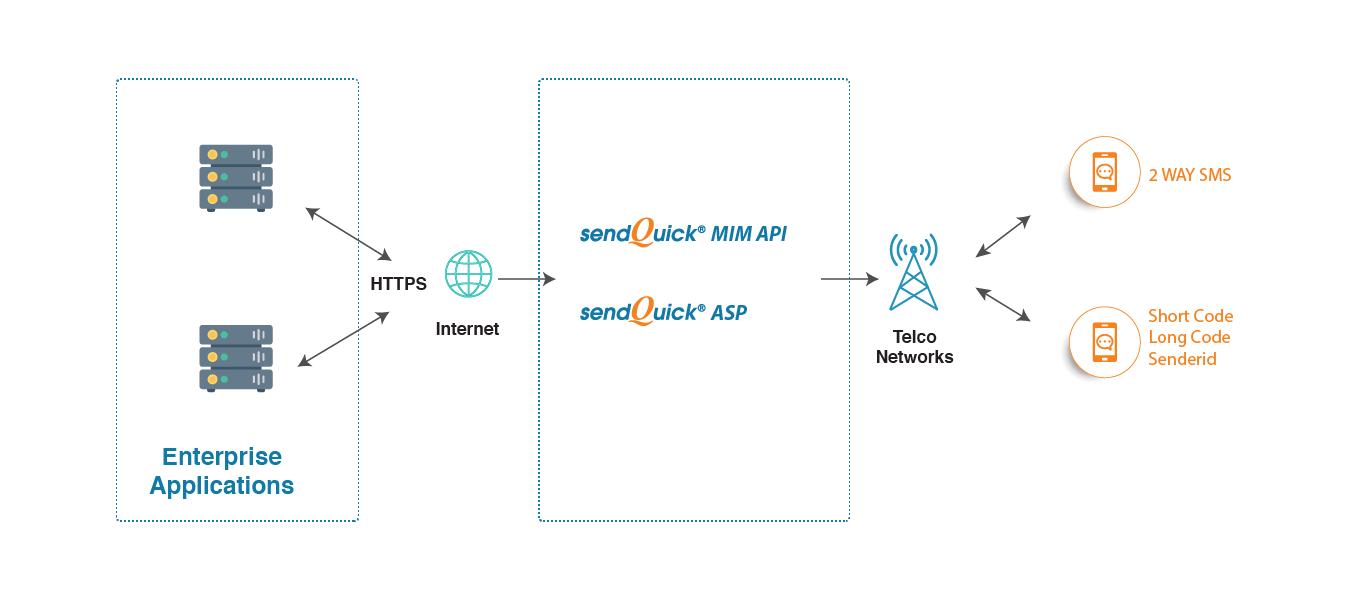 Enterprise
Applications
HTTPS
Internet
sendQuick® MIM API
sendQuick® ASP
Telco
Networks
2 WAY SMS
Short Code
Long Code
Senderid